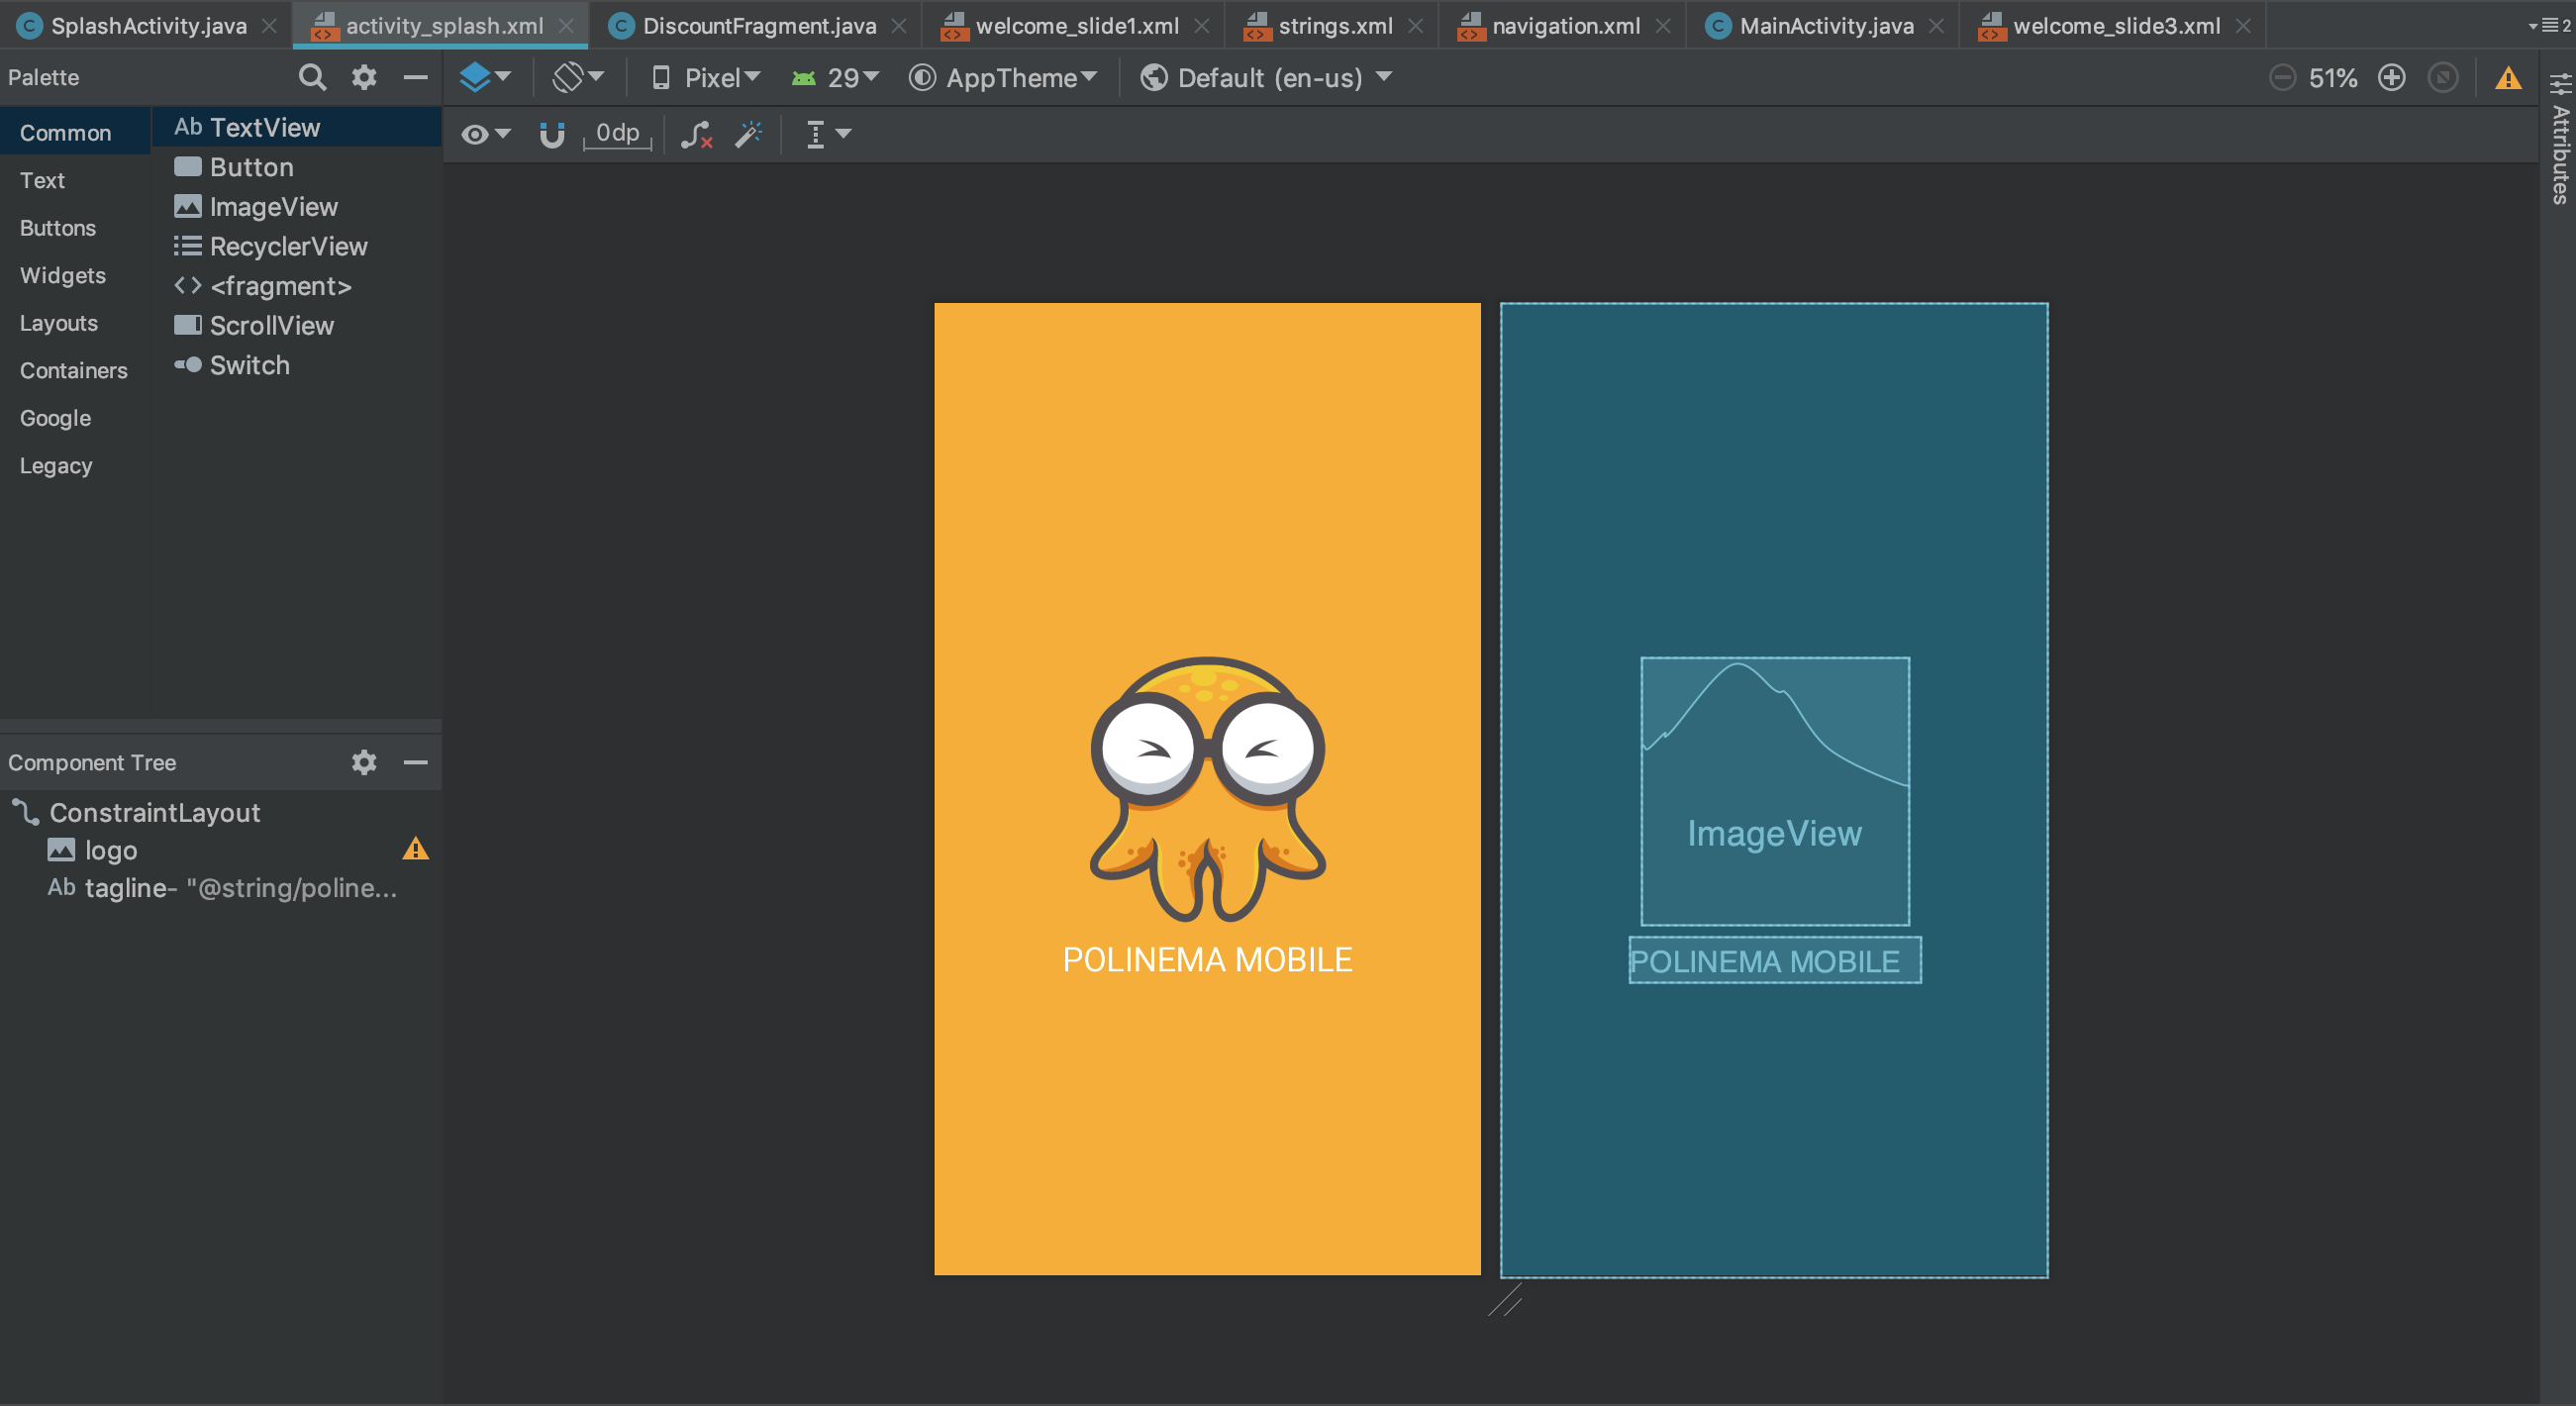 SplashActivity.java
activity_splash.xml
DiscountFragment.java
welcome_slide1.xml
strings.xml
navigation.xml
MainActivity.java
welcome_slide3.xml
2
Palette
Pixel
29
AppTheme
Default (en-us)
51%
Attributes
0dp
Common
Text
Buttons
Widgets
Layouts
Containers
Google
Legacy
Ab TextView
Button
ImageView
RecyclerView
<fragment>
ScrollView
Switch
Component Tree
ConstraintLayout
logo
Ab tagline- "@string/poline...
POLINEMA MOBILE
ImageView
POLINEMA MOBILE